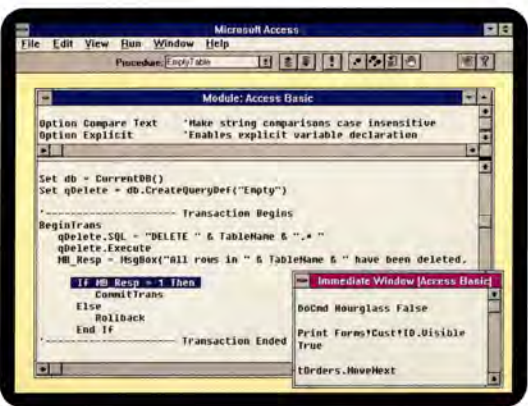 Microsoft Access
File Edit View Run Window Help
Procedure: EmptyTable
Module: Access Basic
Option Compare Text 'Make string comparisons case insensitive
Option Explicit 'Enables explicit variable declaration
Set db = CurrentDB()
Set qDelete = db.CreateQueryDef("Empty")
'---------------------- Transaction Begins
BeginTrans
qDelete.SQL = "DELETE " & TableName & ".* "
qDelete.Execute
MB_Resp = MsgBox("All rows in " & TableName & " have been deleted.
If MB_Resp = 1 Then
CommitTrans
Else
Rollback
End If
'---------------------- Transaction Ended
Immediate Window [Access Basic]
DoCmd Hourglass False
Print Forms!Cust!ID.Visible
True
tOrders.MoveNext